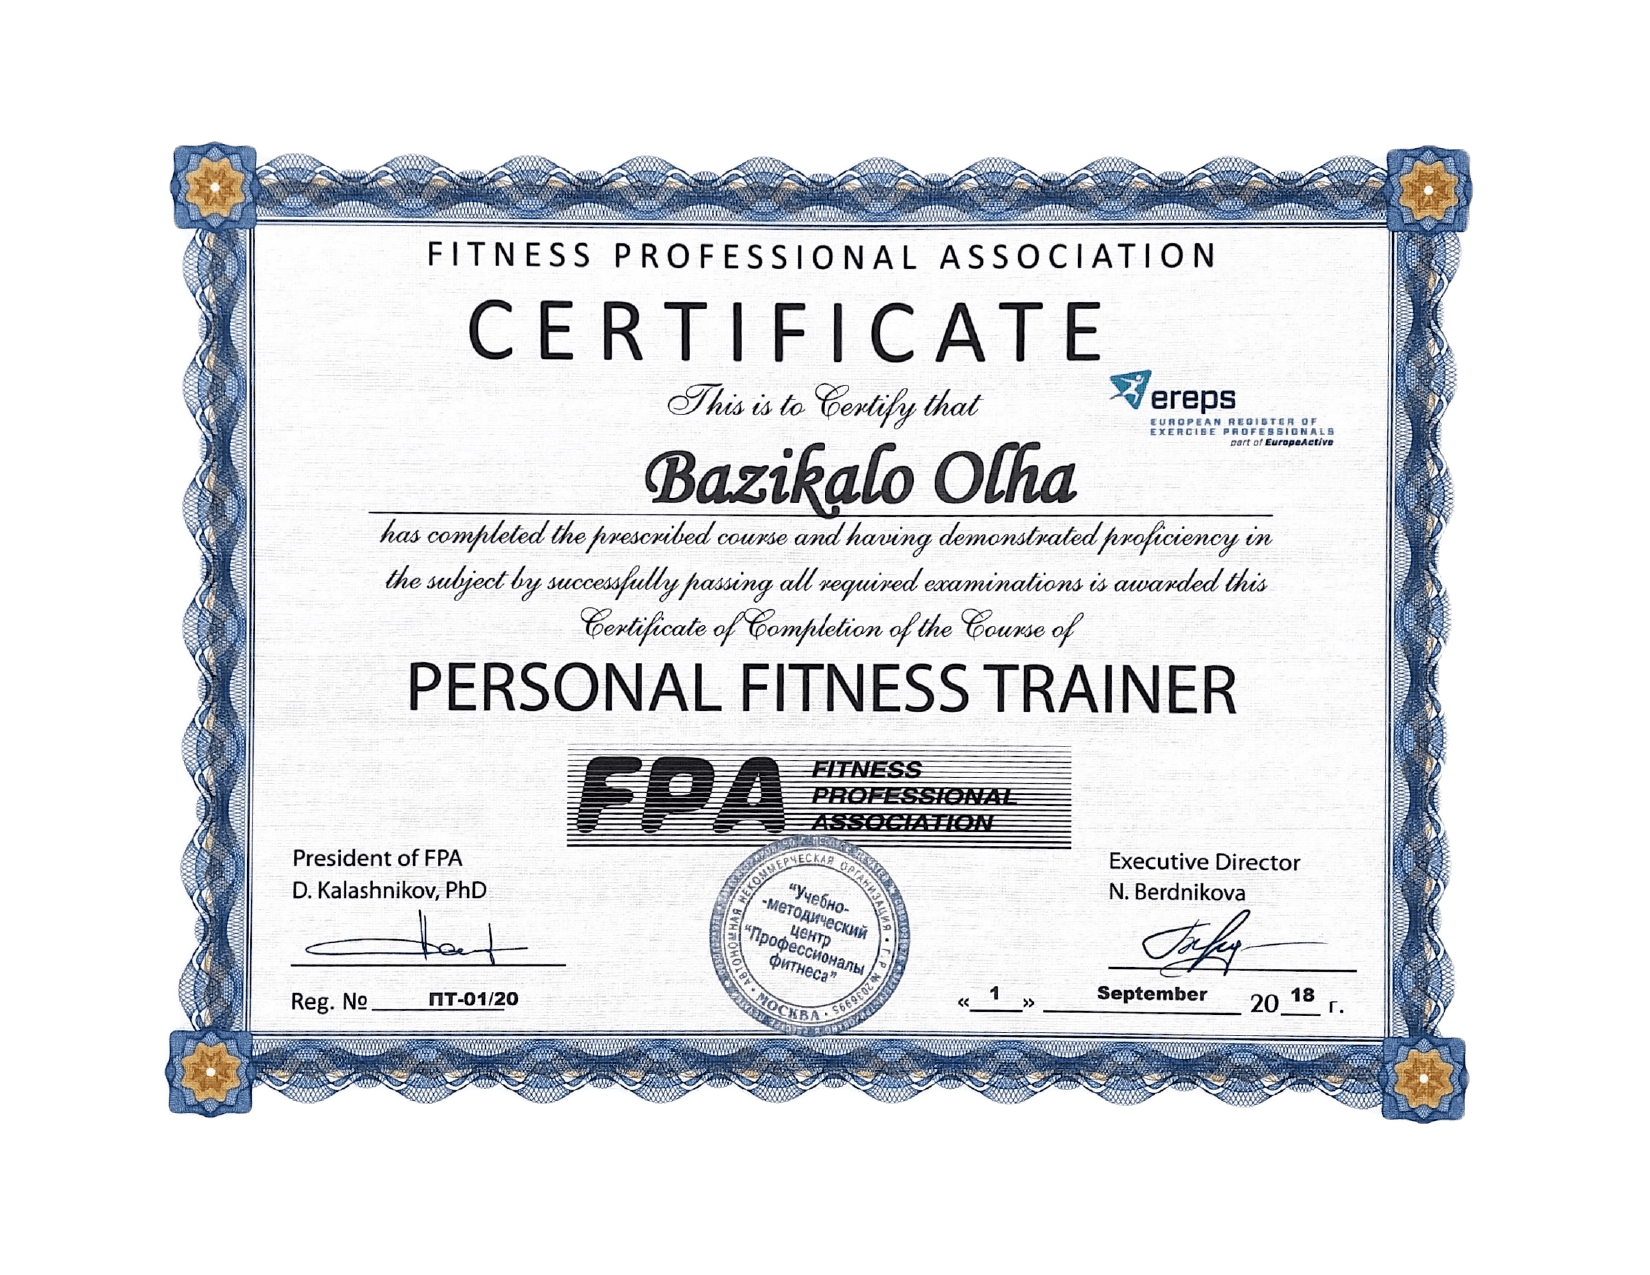 FITNESS PROFESSIONAL ASSOCIATION
CERTIFICATE
This is to Certify that
ereps
EUROPEAN REGISTER OF
EXERCISE PROFESSIONALS
part of EuropeActive
Bazikalo Olha
has completed the prescribed course and having demonstrated proficiency in
the subject by successfully passing all required examinations is awarded this
Certificate of Completion of the Course of
PERSONAL FITNESS TRAINER
FPA
FITNESS
PROFESSIONAL
ASSOCIATION
President of FPA
D. Kalashnikov, PhD
Executive Director
N. Berdnikova
АВТОНОМНАЯ НЕКОММЕРЧЕСКАЯ ОРГАНИЗАЦИЯ • Г.Р. №
"Учебно-
-методический
центр
"Профессионалы
фитнеса"
• МОСКВА •
Reg. № ПТ-01/20
« 1 » September 20 18 г.